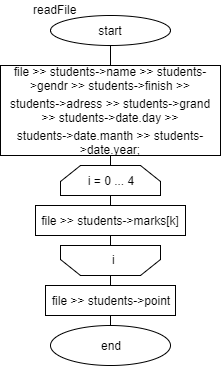 readFile
start
file >> students->name >> students-
>gendr >> students->finish >>
students->adress >> students->grand
>> students->date.day >>
students->date.manth >> students-
>date.year;
i = 0 ... 4
file >> students->marks[k]
i
file >> students->point
end